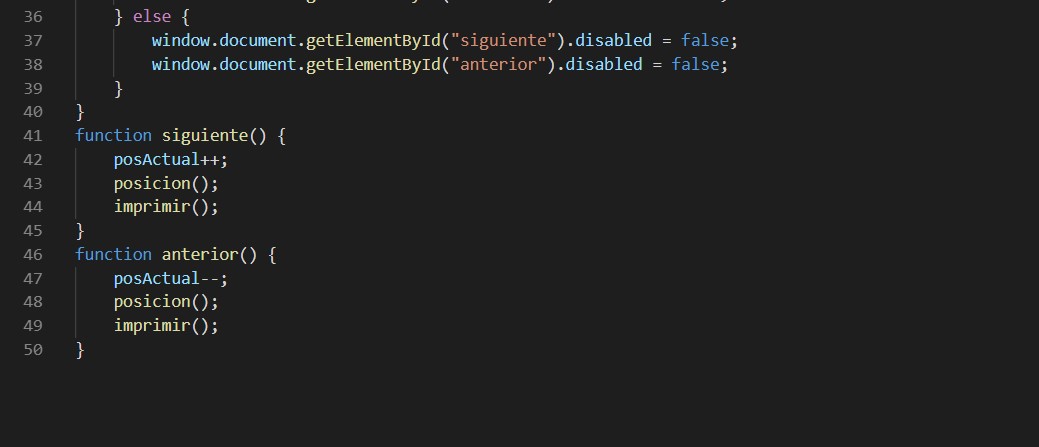 36 } else {
37 window.document.getElementById("siguiente").disabled = false;
38 window.document.getElementById("anterior").disabled = false;
39 }
40 }
41 function siguiente() {
42 posActual++;
43 posicion();
44 imprimir();
45 }
46 function anterior() {
47 posActual--;
48 posicion();
49 imprimir();
50 }